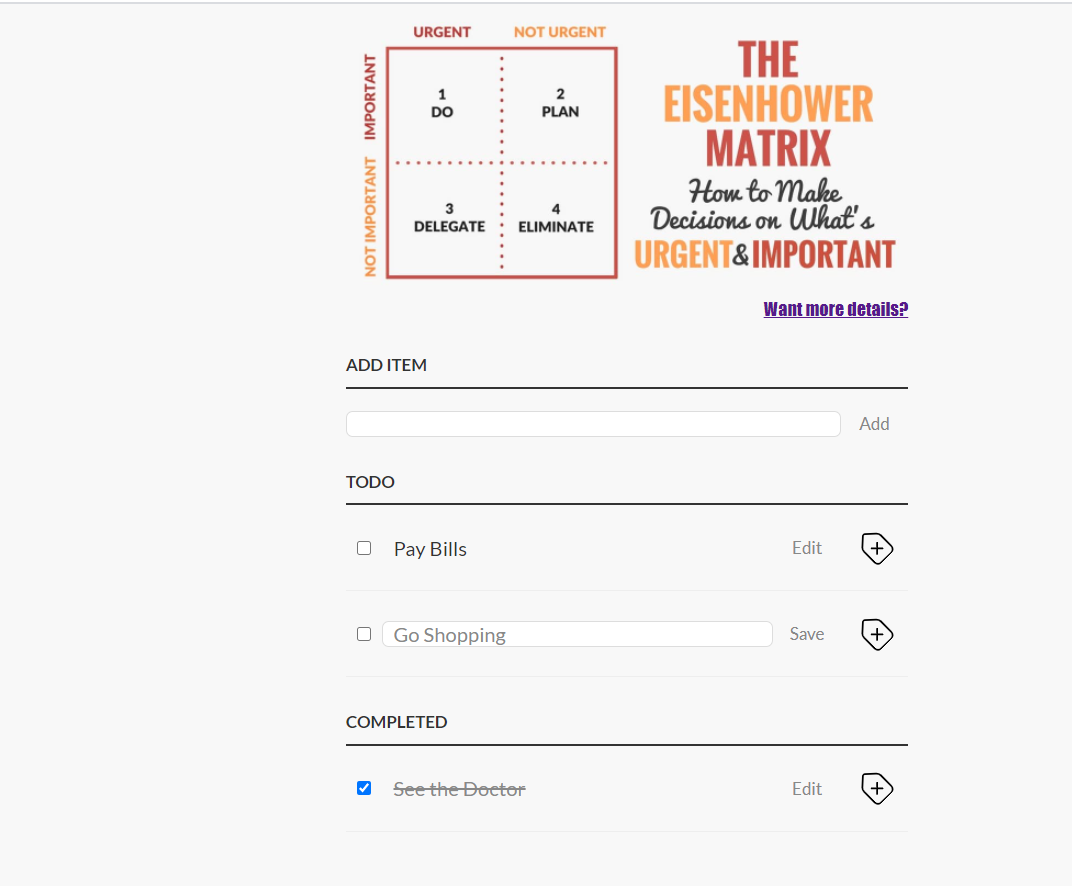 URGENT NOT URGENT
IMPORTANT
NOT IMPORTANT
1
DO
2
PLAN
3
DELEGATE
4
ELIMINATE
THE
EISENHOWER
MATRIX
How to Make
Decisions on What's
URGENT&IMPORTANT
Want more details?
ADD ITEM
Add
TODO
Pay Bills Edit
Go Shopping Save
COMPLETED
See the Doctor Edit